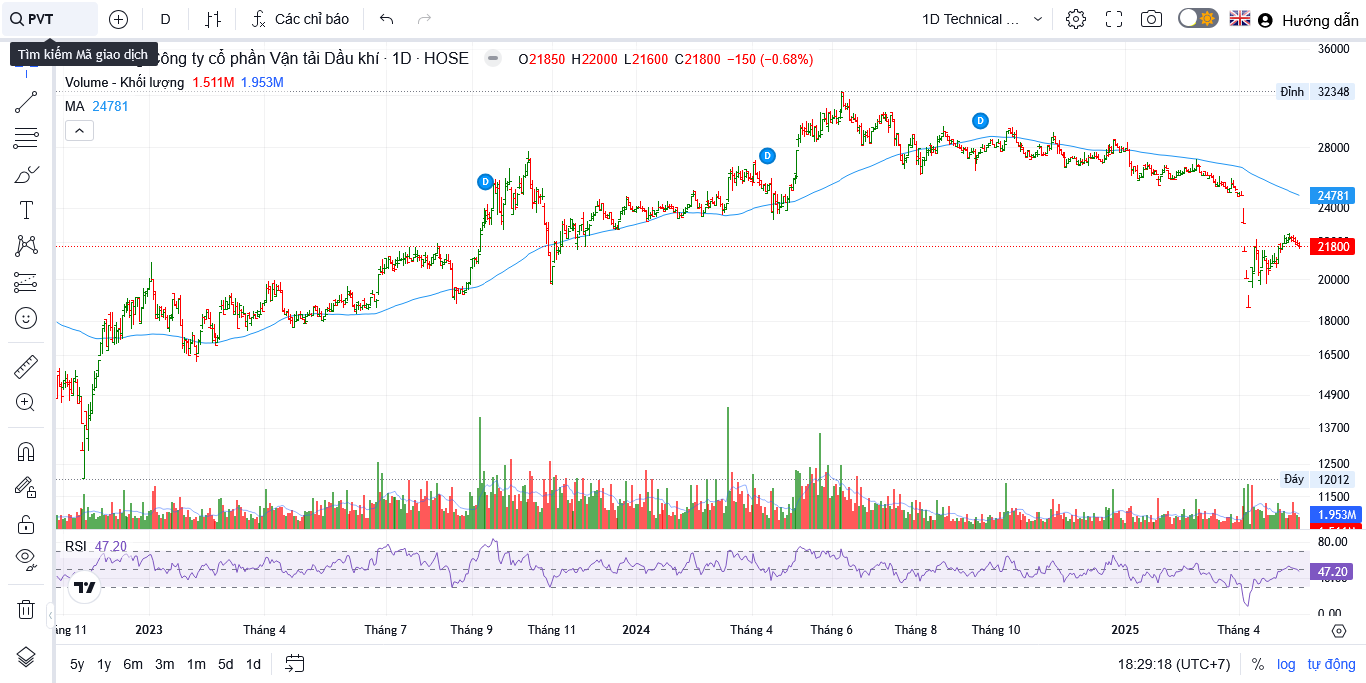 PVT
D
Các chỉ báo
1D Technical ...
Hướng dẫn
Tìm kiếm Mã giao dịch
Công ty cổ phần Vận tải Dầu khí · 1D · HOSE
O21850 H22000 L21600 C21800 −150 (−0.68%)
Volume - Khối lượng 1.511M 1.953M
MA 24781
36000
Đỉnh 32348
28000
24781
24000
21800
20000
18000
16500
14900
13700
12500
Đáy 12012
11500
1.953M
D
D
D
RSI 47.20
80.00
47.20
0.00
ng 11 2023 Tháng 4 Tháng 7 Tháng 9 Tháng 11 2024 Tháng 4 Tháng 6 Tháng 8 Tháng 10 2025 Tháng 4
5y 1y 6m 3m 1m 5d 1d
18:29:18 (UTC+7) % log tự động